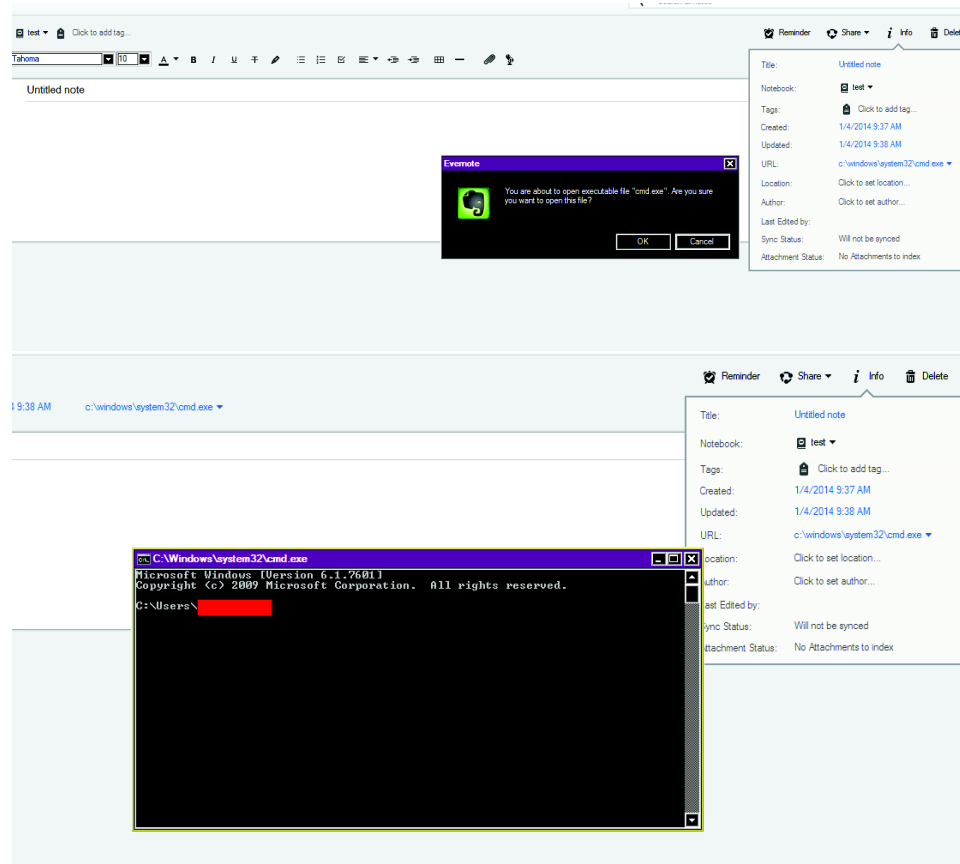 test Click to add tag... Reminder Share i Info
Tahoma 10 A B I U T
Untitled note
Title: Untitled note
Notebook: test
Tags: Click to add tag...
Created: 1/4/2014 9:37 AM
Updated: 1/4/2014 9:38 AM
URL: c:\windows\system32\cmd.exe
Location: Click to set location...
Author: Click to set author...
Last Edited by:
Sync Status: Will not be synced
Attachment Status: No Attachments to index
Evernote
You are about to open executable file "cmd.exe". Are you sure
you want to open this file?
OK Cancel
Reminder Share i Info Delete
9:38 AM c:\windows\system32\cmd.exe
Title: Untitled note
Notebook: test
Tags: Click to add tag...
Created: 1/4/2014 9:37 AM
Updated: 1/4/2014 9:38 AM
URL: c:\windows\system32\cmd.exe
ocation: Click to set location...
uthor: Click to set author...
ast Edited by:
ync Status: Will not be synced
ttachment Status: No Attachments to index
C:\Windows\system32\cmd.exe
Microsoft Windows [Version 6.1.7601]
Copyright (c) 2009 Microsoft Corporation. All rights reserved.
C:\Users\